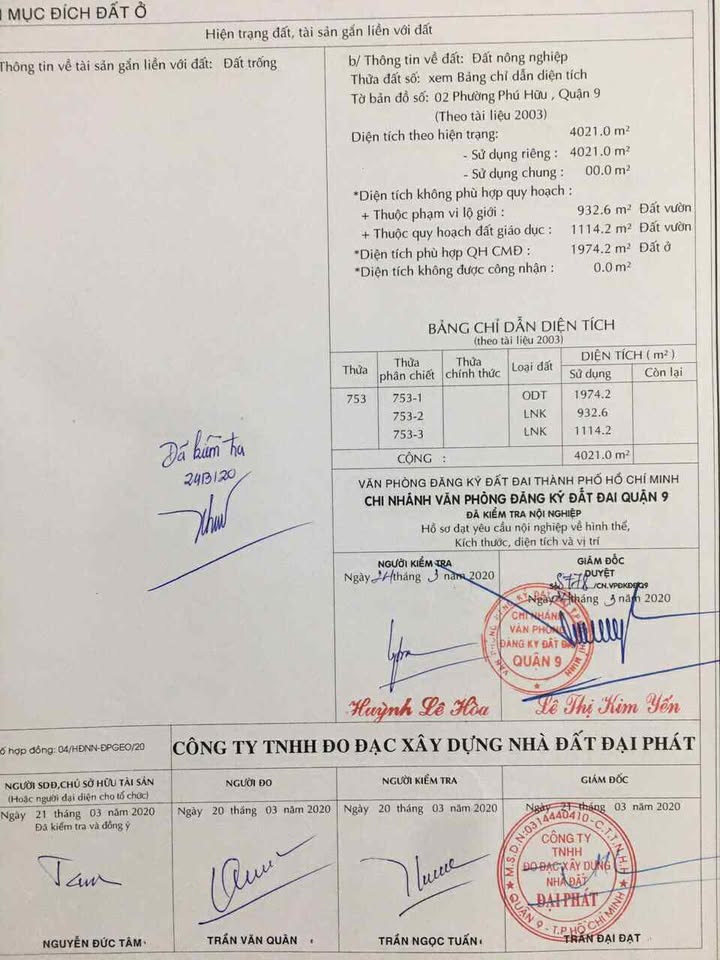 MỤC ĐÍCH ĐẤT Ở
Hiện trạng đất, tài sản gắn liền với đất
Thông tin về tài sản gắn liền với đất: Đất trống
b/ Thông tin về đất: Đất nông nghiệp
Thửa đất số: xem Bảng chỉ dẫn diện tích
Tờ bản đồ số: 02 Phường Phú Hữu, Quận 9
(Theo tài liệu 2003)
Diện tích theo hiện trạng: 4021.0 m²
- Sử dụng riêng : 4021.0 m²
- Sử dụng chung : 00.0 m²
*Diện tích không phù hợp quy hoạch :
+ Thuộc phạm vi lộ giới : 932.6 m² Đất vườn
+ Thuộc quy hoạch đất giáo dục : 1114.2 m² Đất vườn
*Diện tích phù hợp QH CMĐ : 1974.2 m² Đất ở
*Diện tích không được công nhận : 0.0 m²
BẢNG CHỈ DẪN DIỆN TÍCH
(theo tài liệu 2003)
Thửa Thửa phân chiết Thửa chính thức Loại đất DIỆN TÍCH ( m² )
Sử dụng Còn lại
753 753-1 ODT 1974.2
753-2 LNK 932.6
753-3 LNK 1114.2
CỘNG : 4021.0 m²
Đã kiểm tra
24/3/20
VĂN PHÒNG ĐĂNG KÝ ĐẤT ĐAI THÀNH PHỐ HỒ CHÍ MINH
CHI NHÁNH VĂN PHÒNG ĐĂNG KÝ ĐẤT ĐAI QUẬN 9
ĐÃ KIỂM TRA NỘI NGHIỆP
Hồ sơ đạt yêu cầu nội nghiệp về hình thể,
Kích thước, diện tích và vị trí
NGƯỜI KIỂM TRA
Ngày 24 tháng 3 năm 2020
Huỳnh Lê Hòa
GIÁM ĐỐC
DUYỆT
/CN.VPĐKĐĐQ9
Ngày tháng 3 năm 2020
CHI NHÁNH
VĂN PHÒNG
ĐĂNG KÝ ĐẤT ĐAI
QUẬN 9
Lê Thị Kim Yến
ố hợp đồng: 04/HĐNN-ĐPGEO/20
CÔNG TY TNHH ĐO ĐẠC XÂY DỰNG NHÀ ĐẤT ĐẠI PHÁT
NGƯỜI SDĐ,CHỦ SỞ HỮU TÀI SẢN
(Hoặc người đại diện cho tổ chức)
Ngày 21 tháng 03 năm 2020
Đã kiểm tra và đồng ý
Tâm
NGUYỄN ĐỨC TÂM
NGƯỜI ĐO
Ngày 20 tháng 03 năm 2020
TRẦN VĂN QUÂN
NGƯỜI KIỂM TRA
Ngày 20 tháng 03 năm 2020
TRẦN NGỌC TUẤN
GIÁM ĐỐC
Ngày 21 tháng 03 năm 2020
M.S.D.N:0314440410-C.T.T.N.H.H
CÔNG TY
TNHH
ĐO ĐẠC XÂY DỰNG
NHÀ ĐẤT
ĐẠI PHÁT
QUẬN 9 - T.P HỒ CHÍ MINH
TRẦN ĐẠI ĐẠT